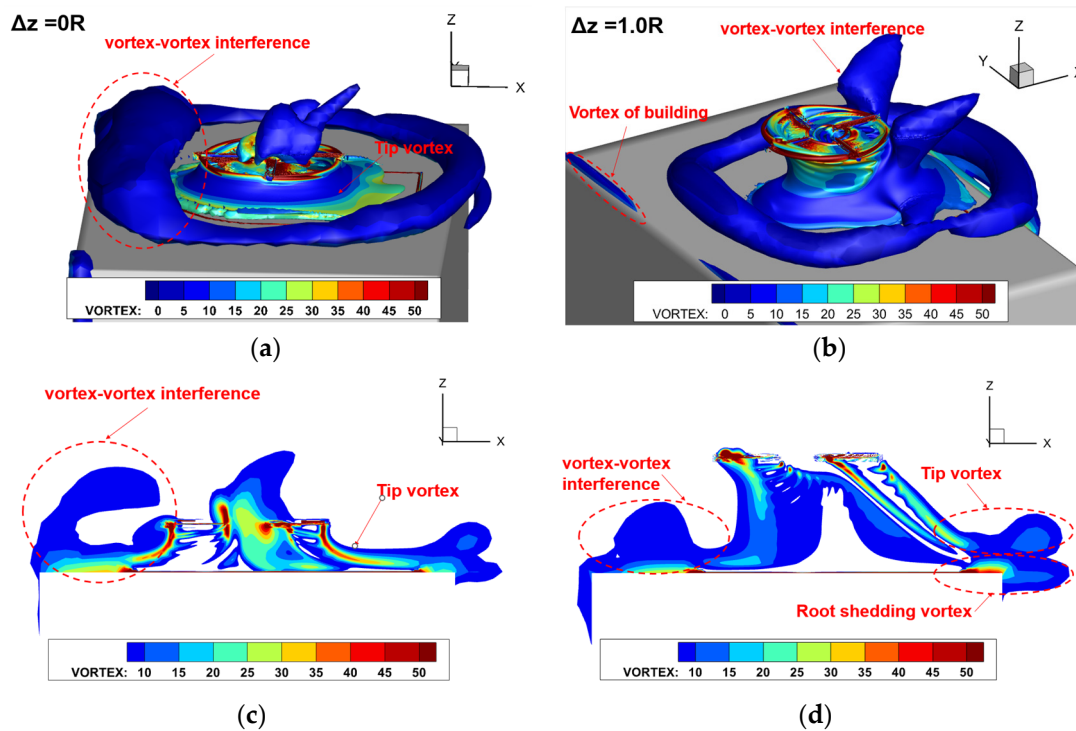 Δz =0R
vortex-vortex interference
Z
Y
X
Tip vortex
0 5 10 15 20 25 30 35 40 45 50
VORTEX:
(a)
Δz =1.0R
vortex-vortex interference
Z
Y
X
Vortex of building
VORTEX: 0 5 10 15 20 25 30 35 40 45 50
(b)
vortex-vortex interference
Z
Y
X
Tip vortex
VORTEX: 10 15 20 25 30 35 40 45 50
(c)
Z
Y
X
vortex-vortex
interference
Tip vortex
Root shedding vortex
VORTEX: 10 15 20 25 30 35 40 45 50
(d)